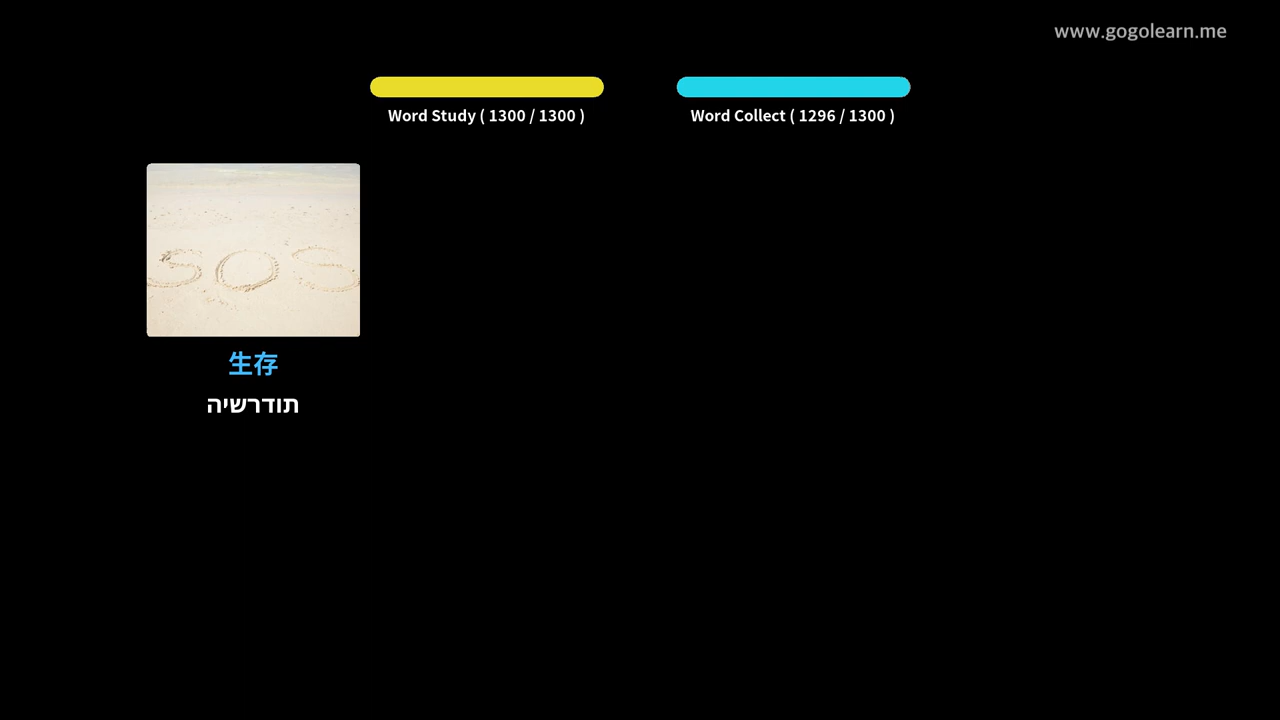 www.gogolearn.me
Word Study ( 1300 / 1300 )
Word Collect ( 1296 / 1300 )
SOS
生存
תודרשיה